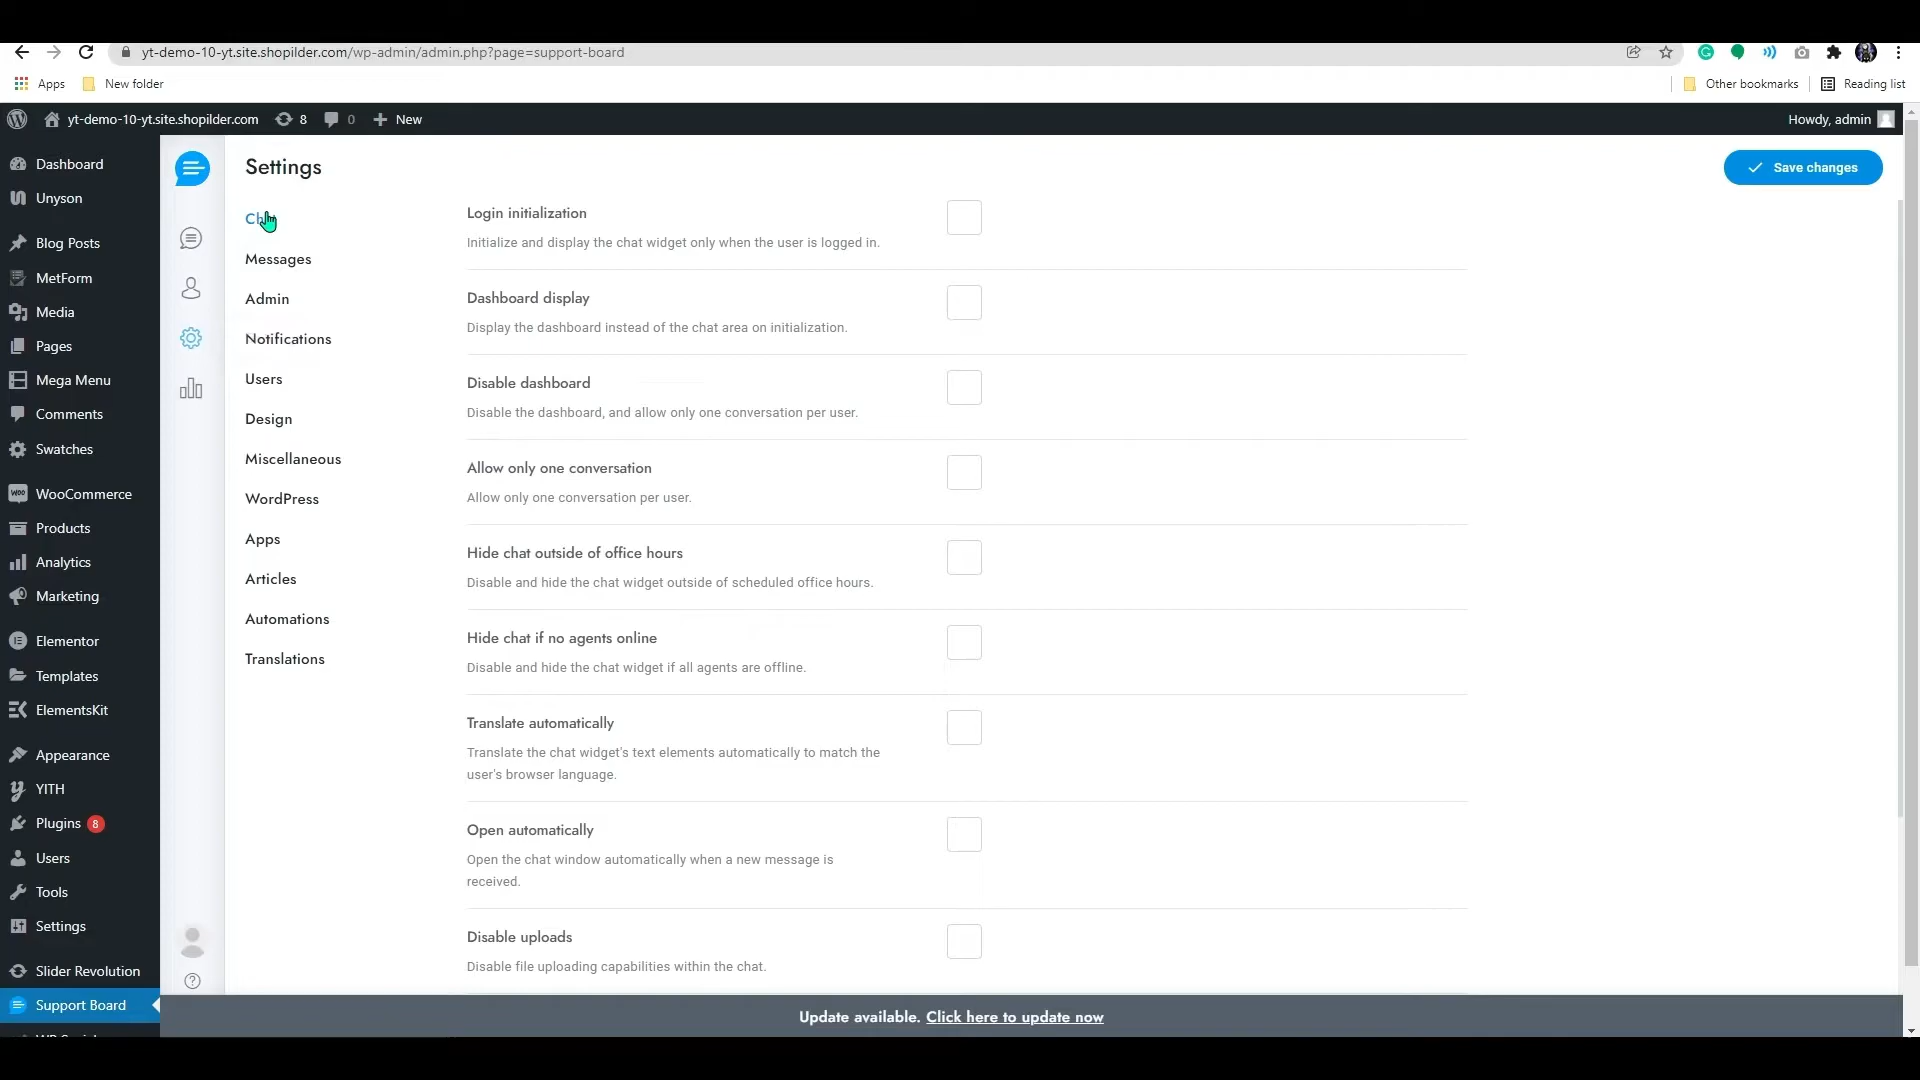 yt-demo-10-yt.site.shopilder.com/wp-admin/admin.php?page=support-board
Apps
New folder
Other bookmarks
Reading list
yt-demo-10-yt.site.shopilder.com
8
0
New
Howdy, admin
Dashboard
Unyson
Blog Posts
MetForm
Media
Pages
Mega Menu
Comments
Swatches
WooCommerce
Products
Analytics
Marketing
Elementor
Templates
ElementsKit
Appearance
YITH
Plugins 8
Users
Tools
Settings
Slider Revolution
Support Board
Settings
Save changes
Messages
Admin
Notifications
Users
Design
Miscellaneous
WordPress
Apps
Articles
Automations
Translations
Login initialization
Initialize and display the chat widget only when the user is logged in.
Dashboard display
Display the dashboard instead of the chat area on initialization.
Disable dashboard
Disable the dashboard, and allow only one conversation per user.
Allow only one conversation
Allow only one conversation per user.
Hide chat outside of office hours
Disable and hide the chat widget outside of scheduled office hours.
Hide chat if no agents online
Disable and hide the chat widget if all agents are offline.
Translate automatically
Translate the chat widget's text elements automatically to match the
user's browser language.
Open automatically
Open the chat window automatically when a new message is
received.
Disable uploads
Disable file uploading capabilities within the chat.
Update available. Click here to update now